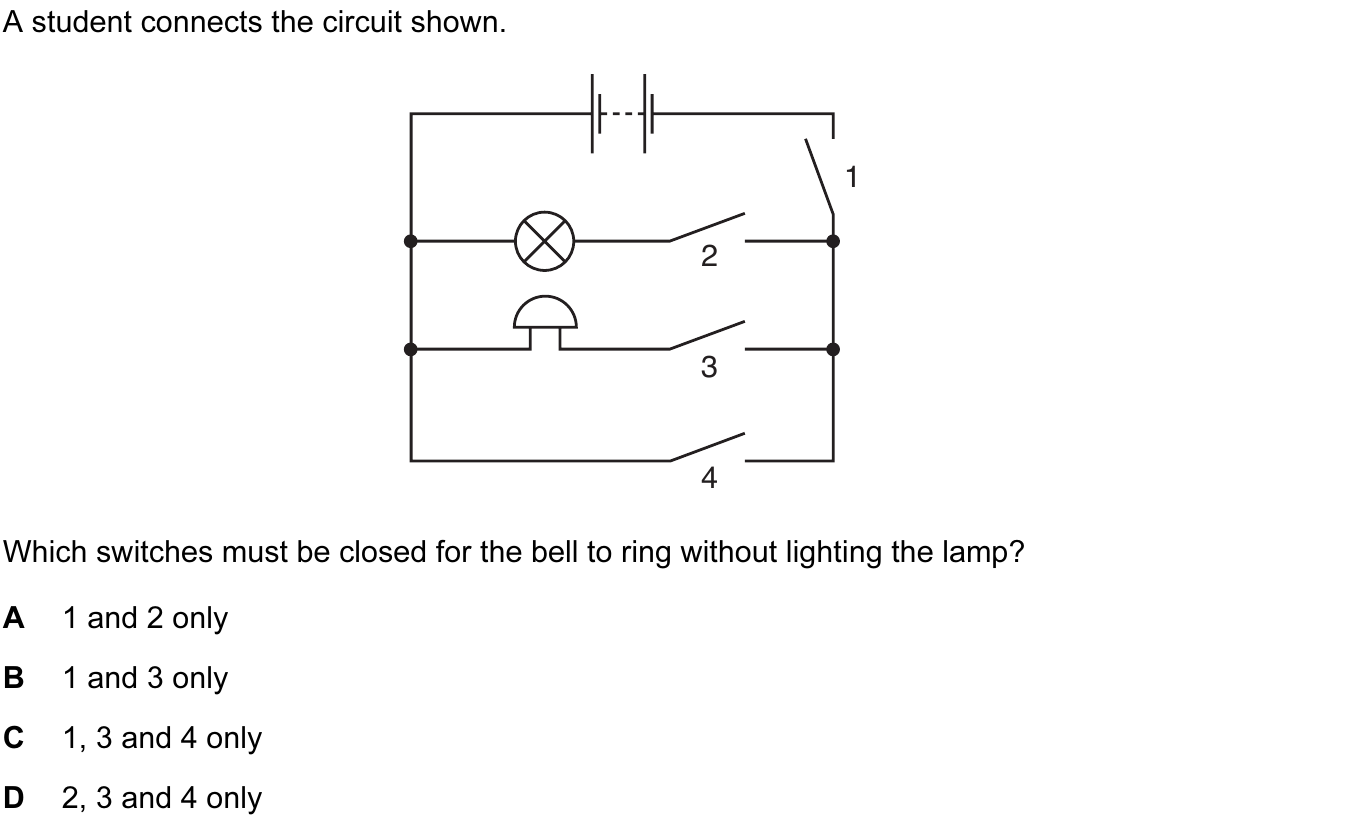 A student connects the circuit shown.
1
2
3
4
Which switches must be closed for the bell to ring without lighting the lamp?
A 1 and 2 only
B 1 and 3 only
C 1, 3 and 4 only
D 2, 3 and 4 only